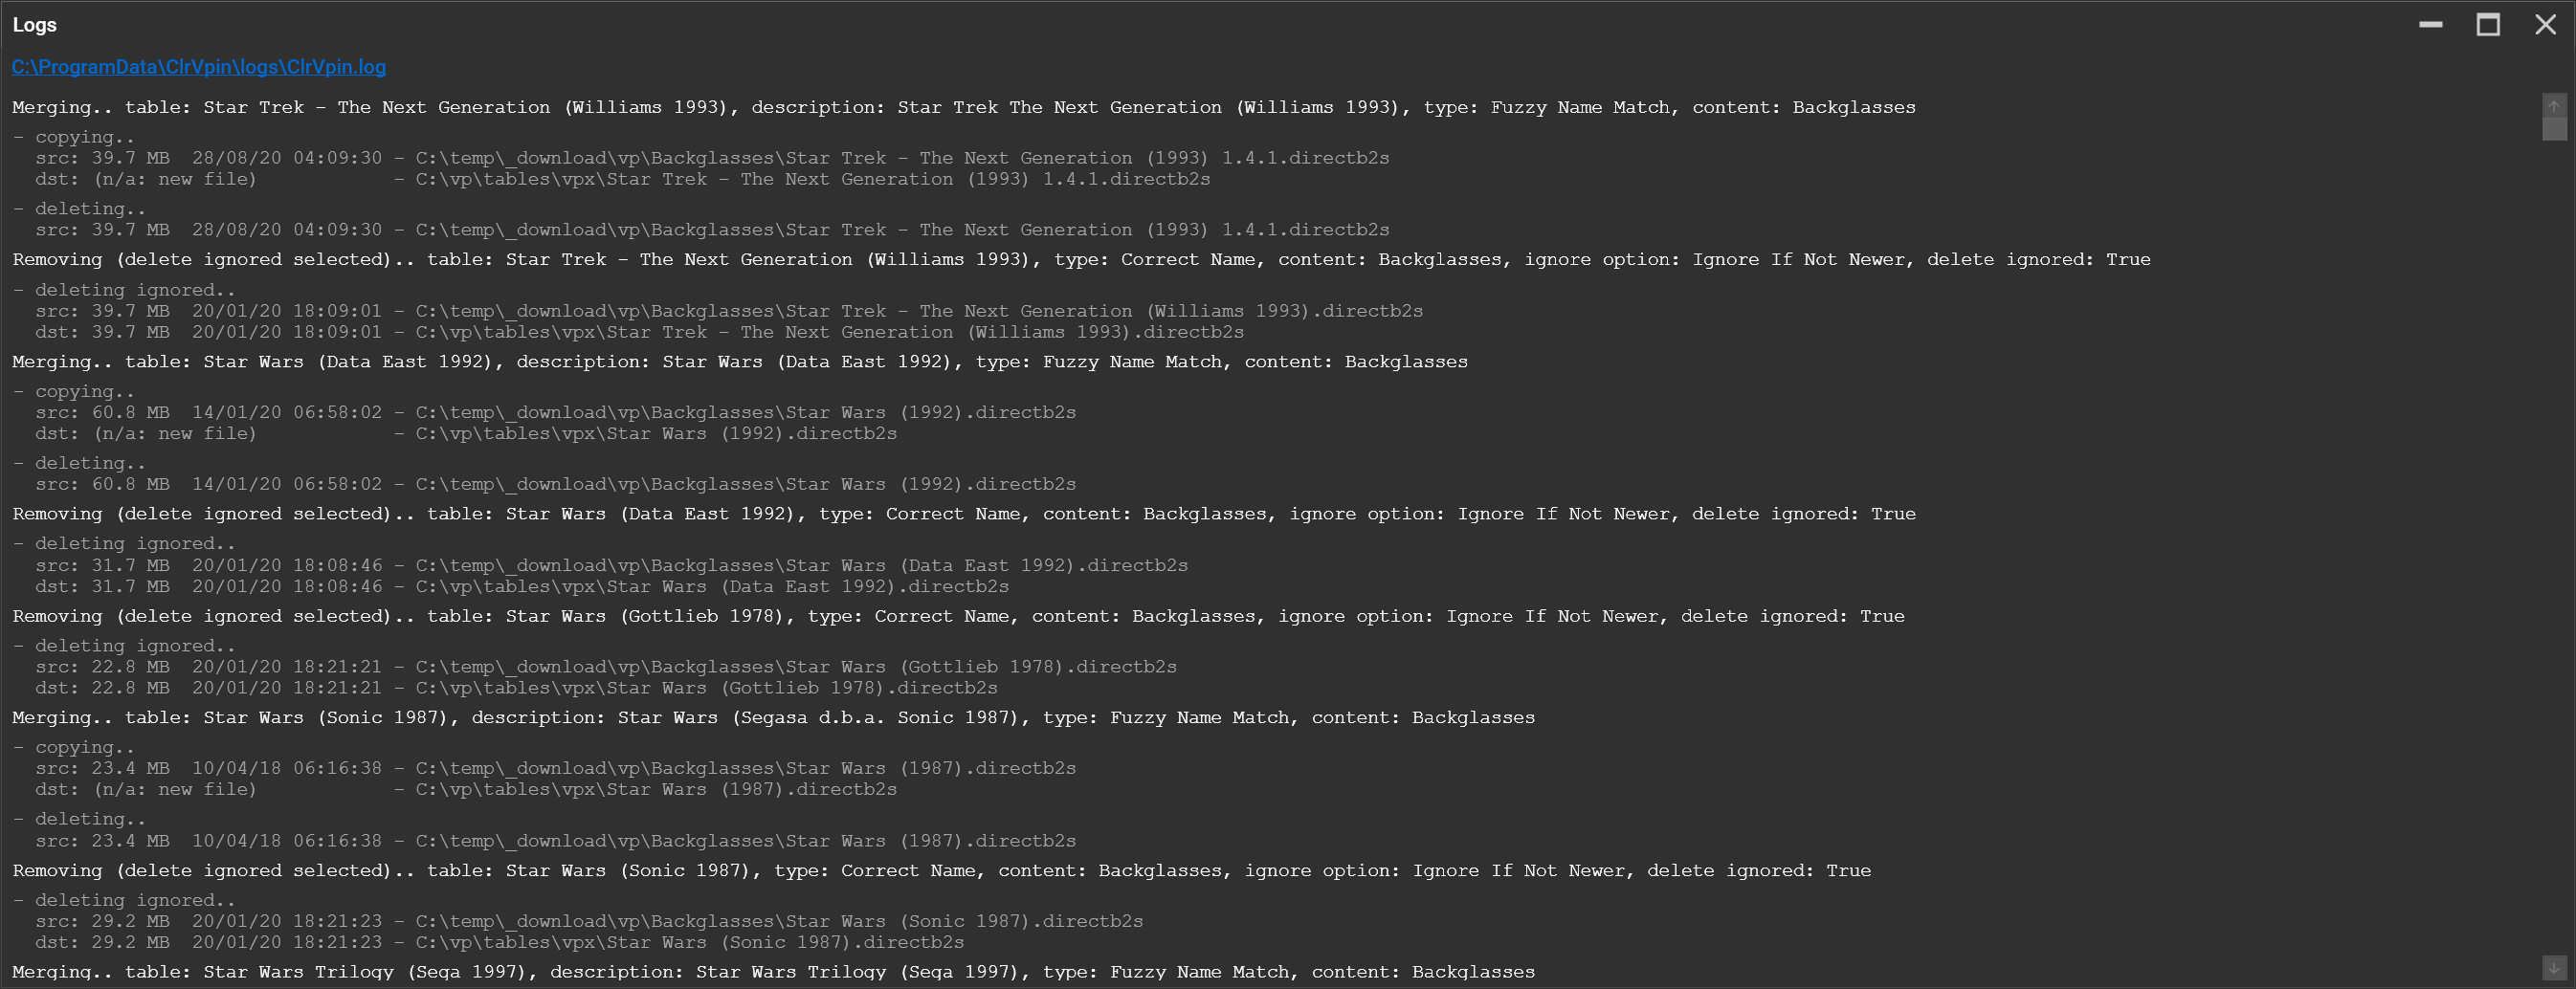 Logs
C:\ProgramData\ClrVpin\logs\ClrVpin.log
Merging.. table: Star Trek - The Next Generation (Williams 1993), description: Star Trek The Next Generation (Williams 1993), type: Fuzzy Name Match, content: Backglasses
- copying..
src: 39.7 MB  28/08/20 04:09:30 - C:\temp\_download\vp\Backglasses\Star Trek - The Next Generation (1993) 1.4.1.directb2s
dst: (n/a: new file)            - C:\vp\tables\vpx\Star Trek - The Next Generation (1993) 1.4.1.directb2s
- deleting..
src: 39.7 MB  28/08/20 04:09:30 - C:\temp\_download\vp\Backglasses\Star Trek - The Next Generation (1993) 1.4.1.directb2s
Removing (delete ignored selected).. table: Star Trek - The Next Generation (Williams 1993), type: Correct Name, content: Backglasses, ignore option: Ignore If Not Newer, delete ignored: True
- deleting ignored..
src: 39.7 MB  20/01/20 18:09:01 - C:\temp\_download\vp\Backglasses\Star Trek - The Next Generation (Williams 1993).directb2s
dst: 39.7 MB  20/01/20 18:09:01 - C:\vp\tables\vpx\Star Trek - The Next Generation (Williams 1993).directb2s
Merging.. table: Star Wars (Data East 1992), description: Star Wars (Data East 1992), type: Fuzzy Name Match, content: Backglasses
- copying..
src: 60.8 MB  14/01/20 06:58:02 - C:\temp\_download\vp\Backglasses\Star Wars (1992).directb2s
dst: (n/a: new file)            - C:\vp\tables\vpx\Star Wars (1992).directb2s
- deleting..
src: 60.8 MB  14/01/20 06:58:02 - C:\temp\_download\vp\Backglasses\Star Wars (1992).directb2s
Removing (delete ignored selected).. table: Star Wars (Data East 1992), type: Correct Name, content: Backglasses, ignore option: Ignore If Not Newer, delete ignored: True
- deleting ignored..
src: 31.7 MB  20/01/20 18:08:46 - C:\temp\_download\vp\Backglasses\Star Wars (Data East 1992).directb2s
dst: 31.7 MB  20/01/20 18:08:46 - C:\vp\tables\vpx\Star Wars (Data East 1992).directb2s
Removing (delete ignored selected).. table: Star Wars (Gottlieb 1978), type: Correct Name, content: Backglasses, ignore option: Ignore If Not Newer, delete ignored: True
- deleting ignored..
src: 22.8 MB  20/01/20 18:21:21 - C:\temp\_download\vp\Backglasses\Star Wars (Gottlieb 1978).directb2s
dst: 22.8 MB  20/01/20 18:21:21 - C:\vp\tables\vpx\Star Wars (Gottlieb 1978).directb2s
Merging.. table: Star Wars (Sonic 1987), description: Star Wars (Segasa d.b.a. Sonic 1987), type: Fuzzy Name Match, content: Backglasses
- copying..
src: 23.4 MB  10/04/18 06:16:38 - C:\temp\_download\vp\Backglasses\Star Wars (1987).directb2s
dst: (n/a: new file)            - C:\vp\tables\vpx\Star Wars (1987).directb2s
- deleting..
src: 23.4 MB  10/04/18 06:16:38 - C:\temp\_download\vp\Backglasses\Star Wars (1987).directb2s
Removing (delete ignored selected).. table: Star Wars (Sonic 1987), type: Correct Name, content: Backglasses, ignore option: Ignore If Not Newer, delete ignored: True
- deleting ignored..
src: 29.2 MB  20/01/20 18:21:23 - C:\temp\_download\vp\Backglasses\Star Wars (Sonic 1987).directb2s
dst: 29.2 MB  20/01/20 18:21:23 - C:\vp\tables\vpx\Star Wars (Sonic 1987).directb2s
Merging.. table: Star Wars Trilogy (Sega 1997), description: Star Wars Trilogy (Sega 1997), type: Fuzzy Name Match, content: Backglasses